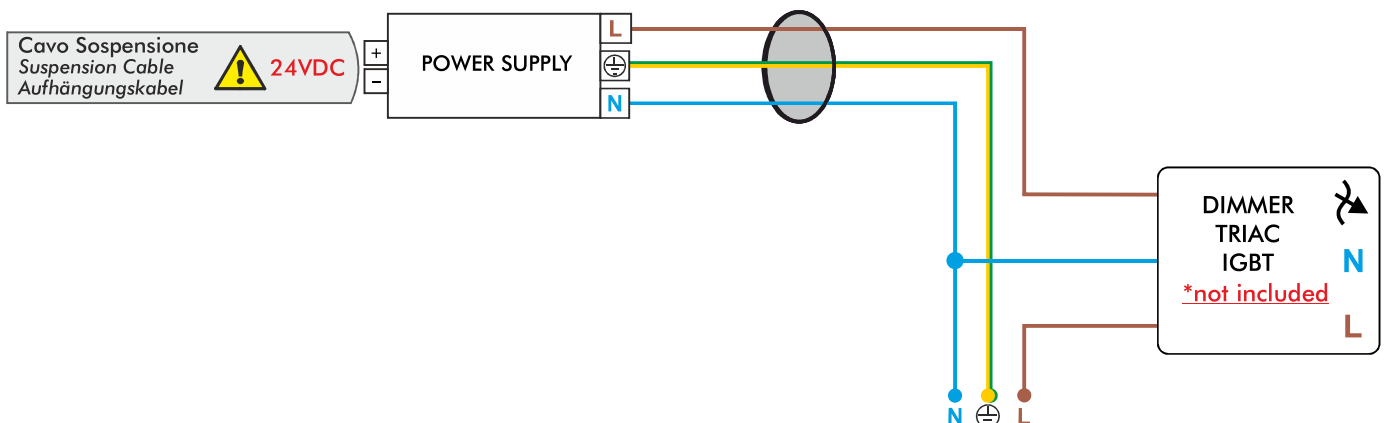 Cavo Sospensione
Suspension Cable
Aufhängungskabel
24VDC
+
-
POWER SUPPLY
L
N
DIMMER
TRIAC
IGBT
*not included
N
L
N
L